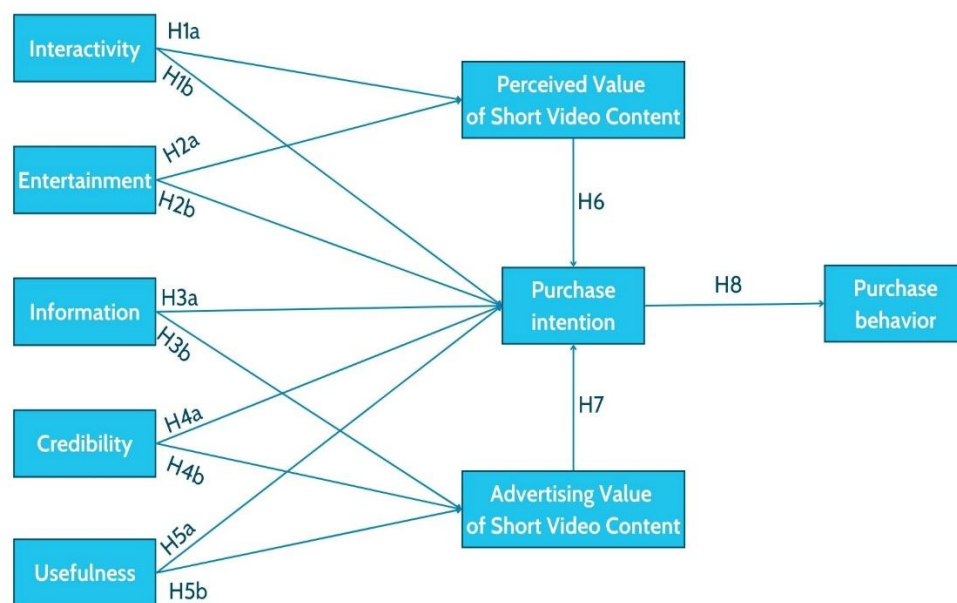 Interactivity
H1a
H1b
Perceived Value
of Short Video Content
Entertainment
H2a
H2b
H6
Information
H3a
H3b
Purchase
intention
H8
Purchase
behavior
H7
Credibility
H4a
H4b
Advertising Value
of Short Video Content
Usefulness
H5a
H5b